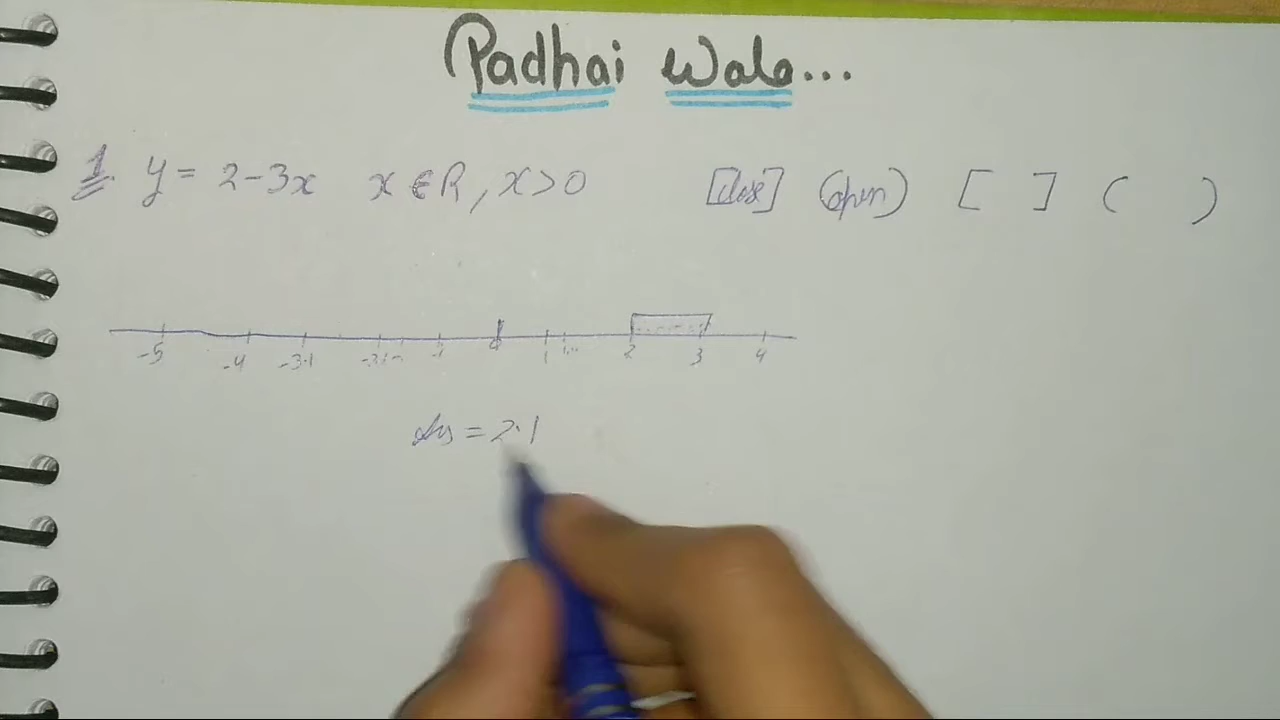 Padhai Wala...
1. y = 2-3x x ∈ R, x > 0 [close] (open) [ ] ( )
-5 -4 -3.1 -1 0 1 2 3 4
Ans = 2.1